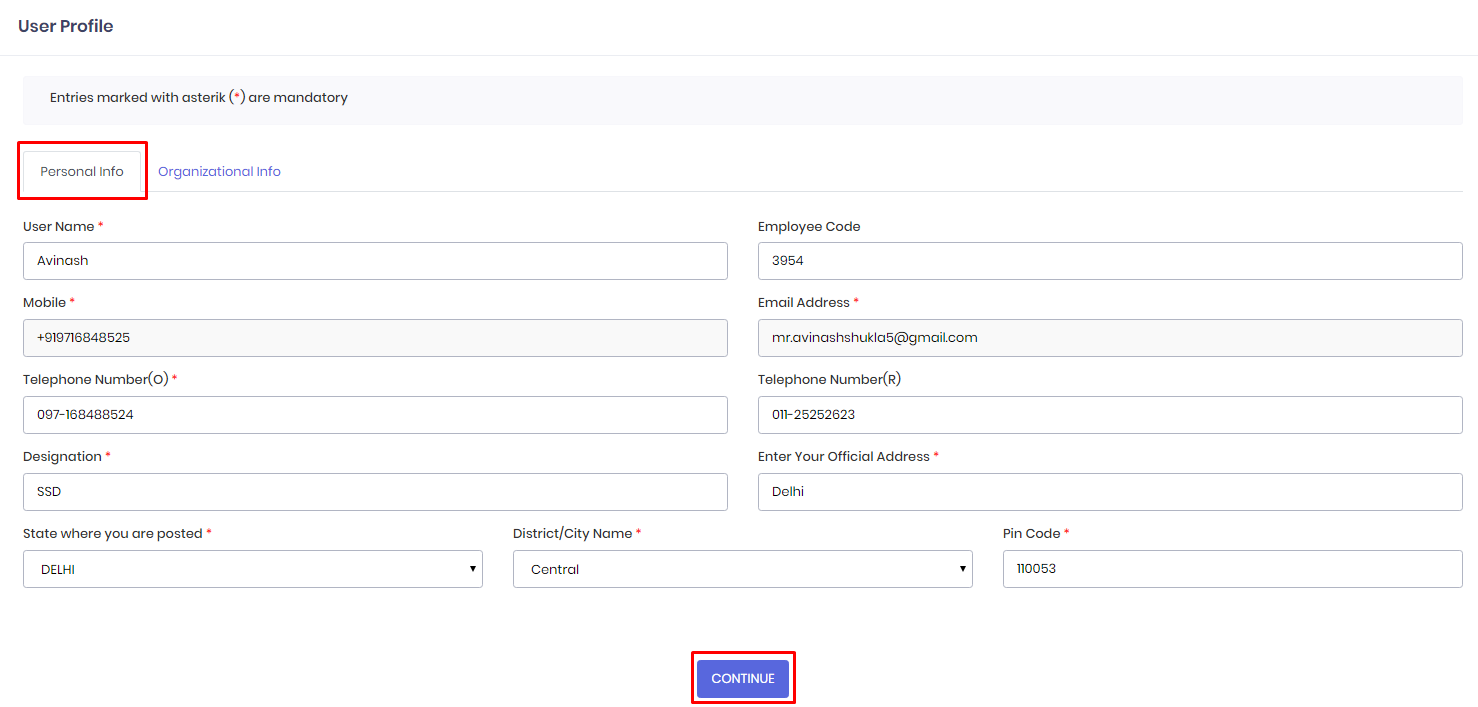 User Profile
Entries marked with asterik (*) are mandatory
Personal Info Organizational Info
User Name * Employee Code
Avinash 3954
Mobile * Email Address *
+919716848525 mr.avinashshukla5@gmail.com
Telephone Number(O) * Telephone Number(R)
097-168488524 011-25252623
Designation * Enter Your Official Address *
SSD Delhi
State where you are posted * District/City Name * Pin Code *
DELHI Central 110053
CONTINUE